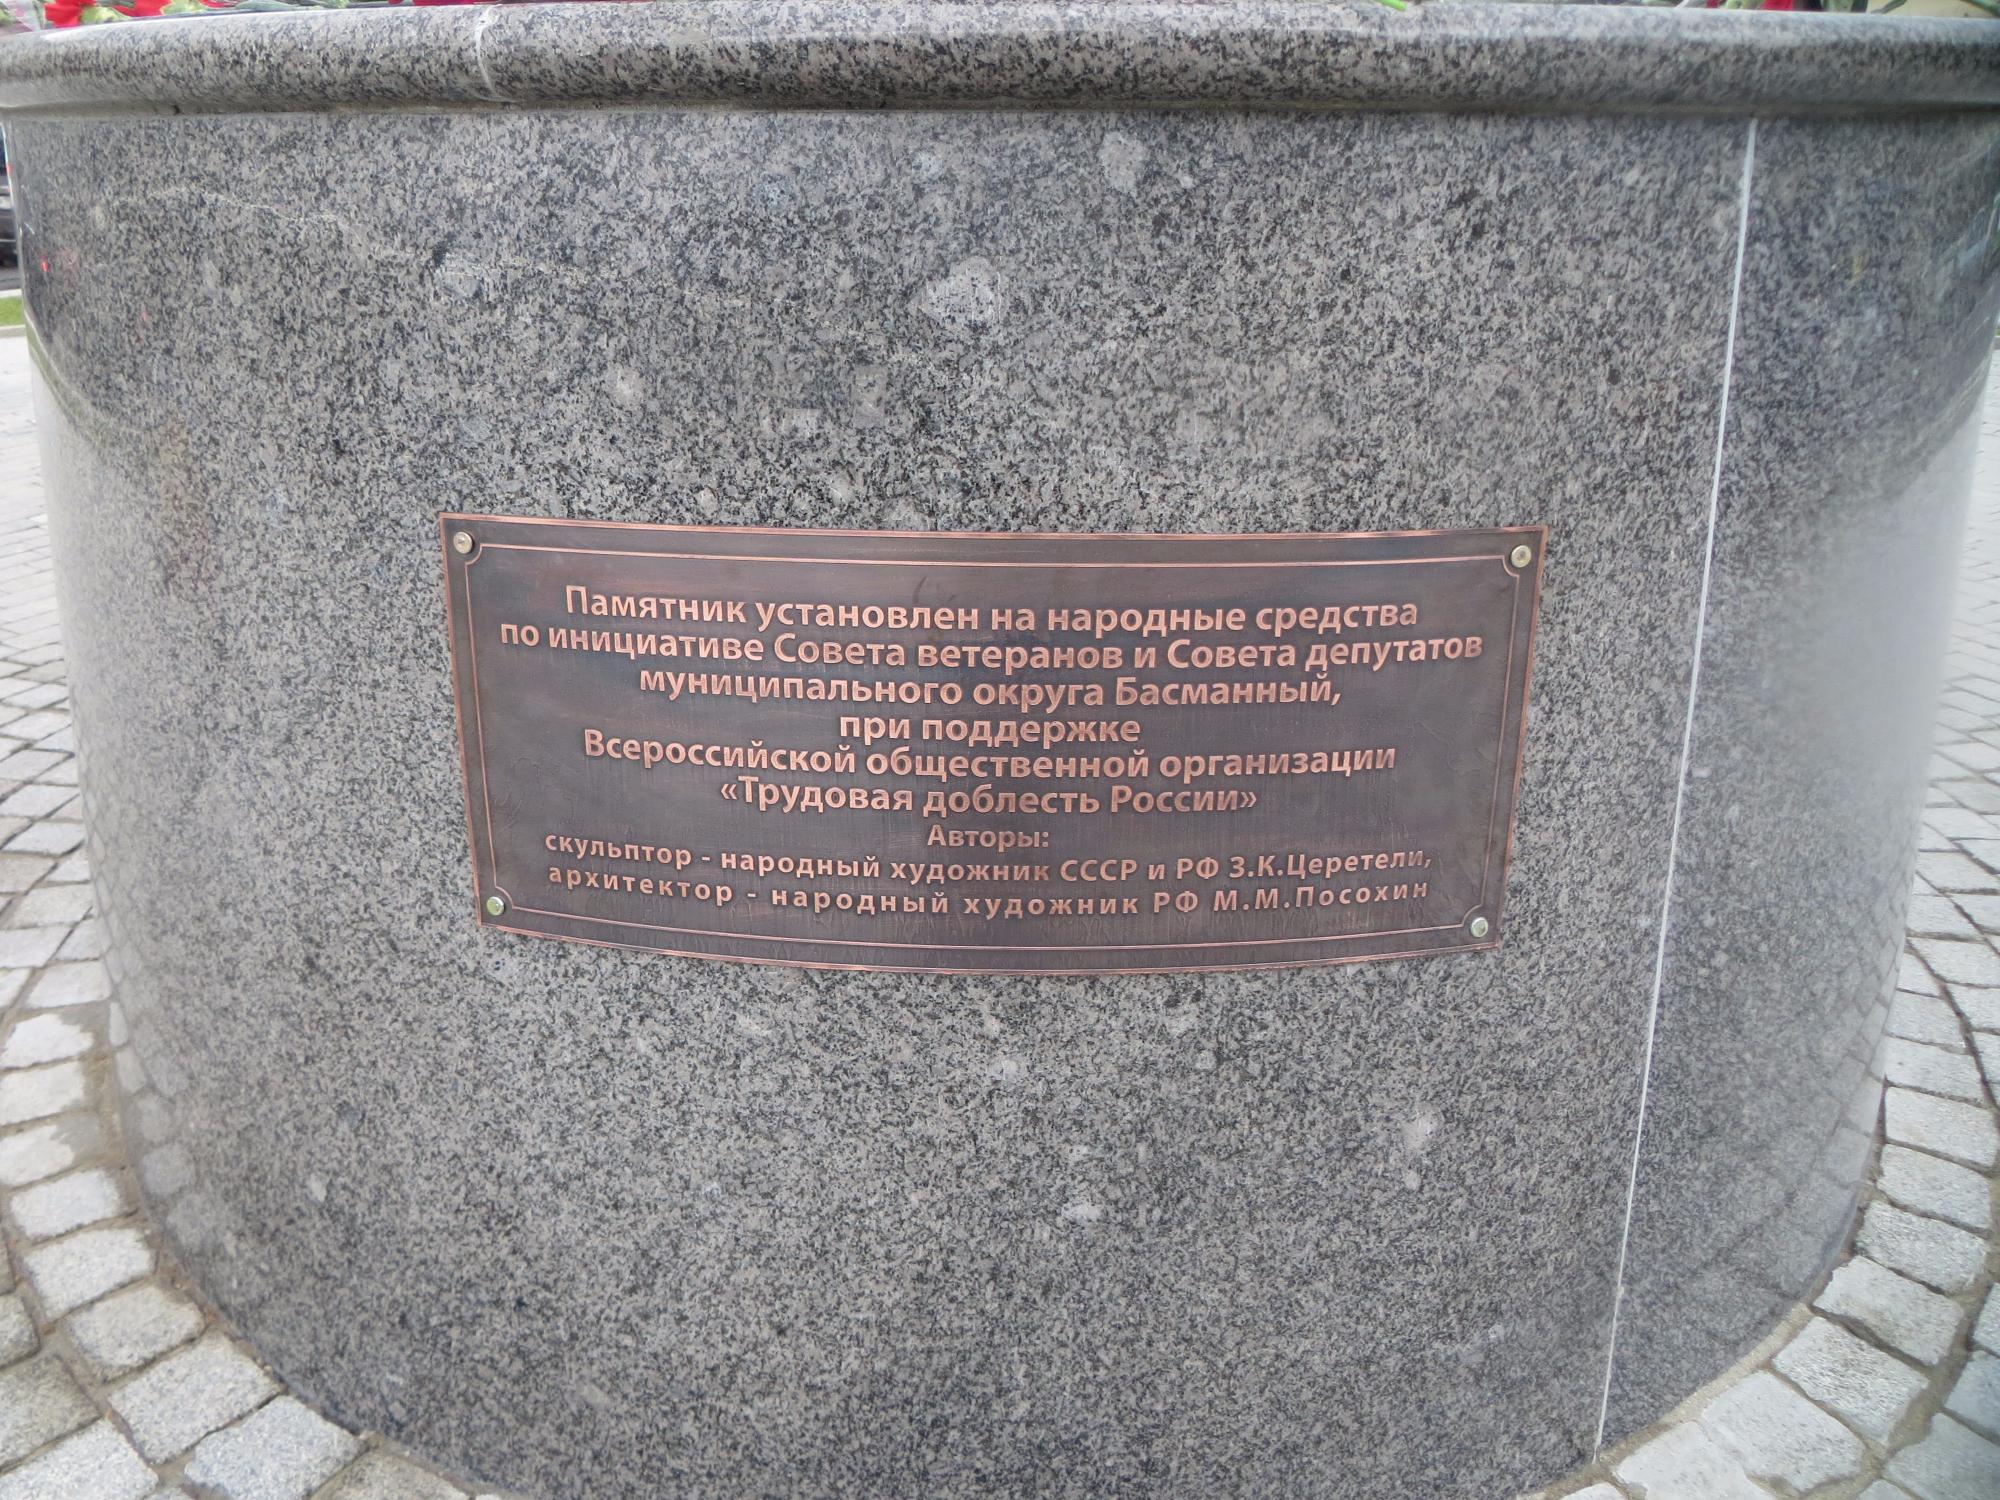 Памятник установлен на народные средства
по инициативе Совета ветеранов и Совета депутатов
муниципального округа Басманный,
при поддержке
Всероссийской общественной организации
«Трудовая доблесть России»
Авторы:
скульптор - народный художник СССР и РФ З.К.Церетели,
архитектор - народный художник РФ М.М.Посохин